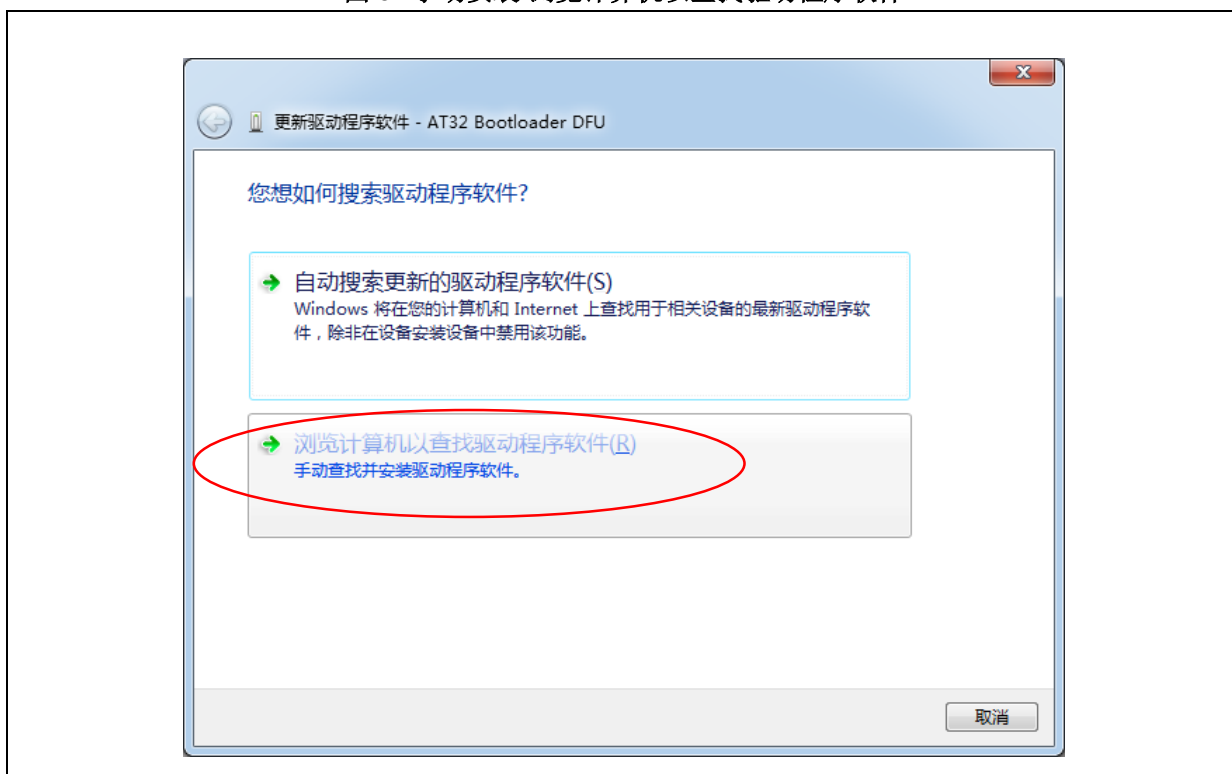 更新驱动程序软件 - AT32 Bootloader DFU
您想如何搜索驱动程序软件?
自动搜索更新的驱动程序软件(S)
Windows 将在您的计算机和 Internet 上查找用于相关设备的最新驱动程序软
件，除非在设备安装设备中禁用该功能。
浏览计算机以查找驱动程序软件(R)
手动查找并安装驱动程序软件。
取消